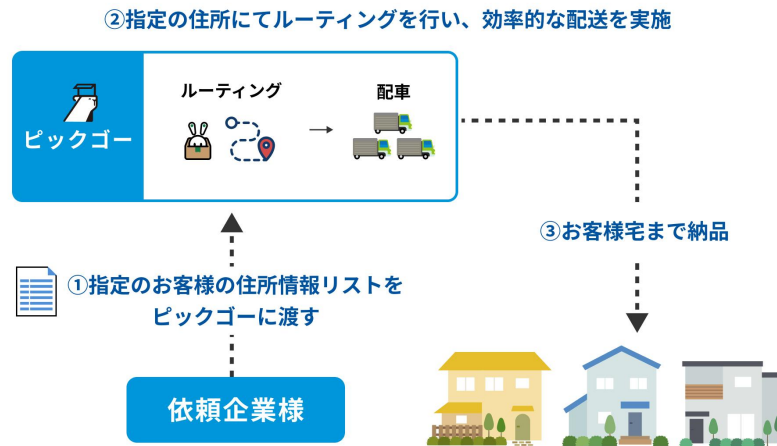 ②指定の住所にてルーティングを行い、効率的な配送を実施
ルーティング
配車
ピックゴー
③お客様宅まで納品
①指定のお客様の住所情報リストを
ピックゴーに渡す
依頼企業様